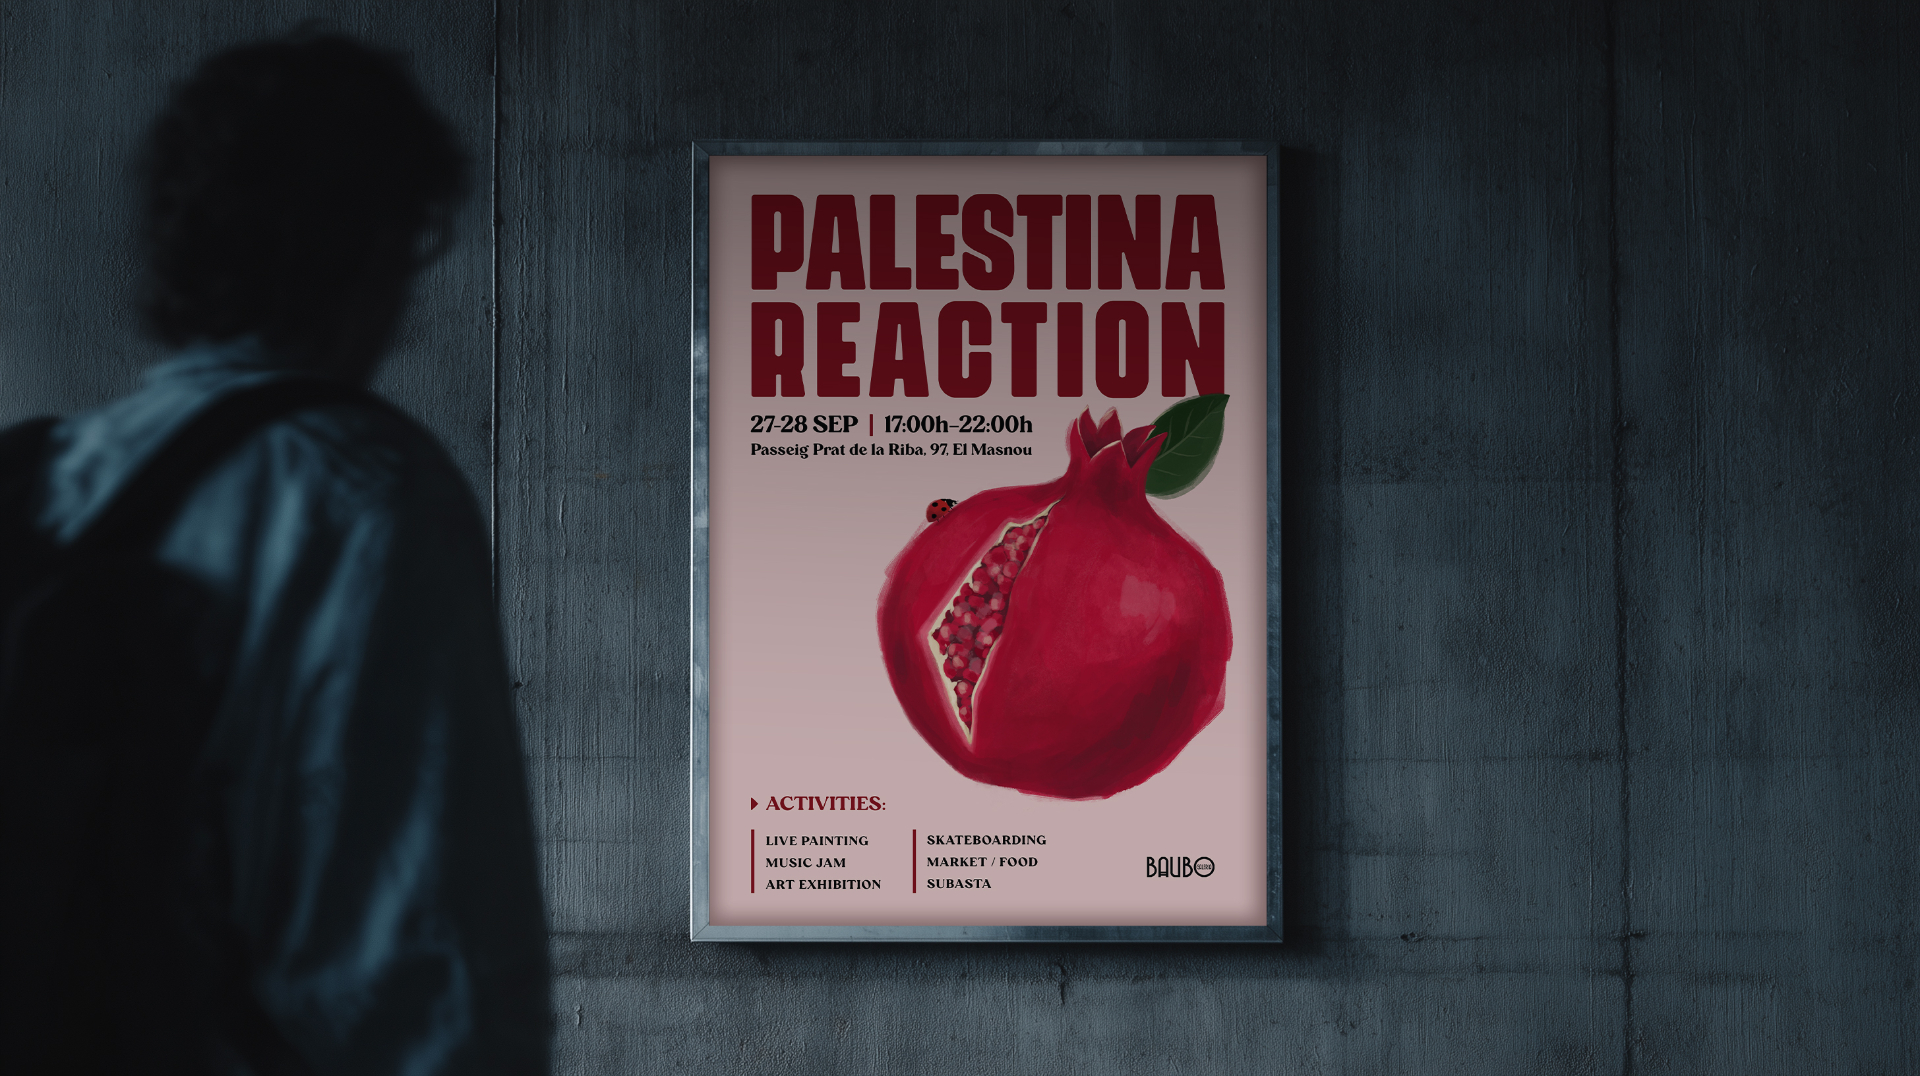 PALESTINA
REACTION
27-28 SEP | 17:00h-22:00h
Passeig Prat de la Riba, 97, El Masnou
ACTIVITIES:
LIVE PAINTING
MUSIC JAM
ART EXHIBITION
SKATEBOARDING
MARKET / FOOD
SUBASTA
BAUBO